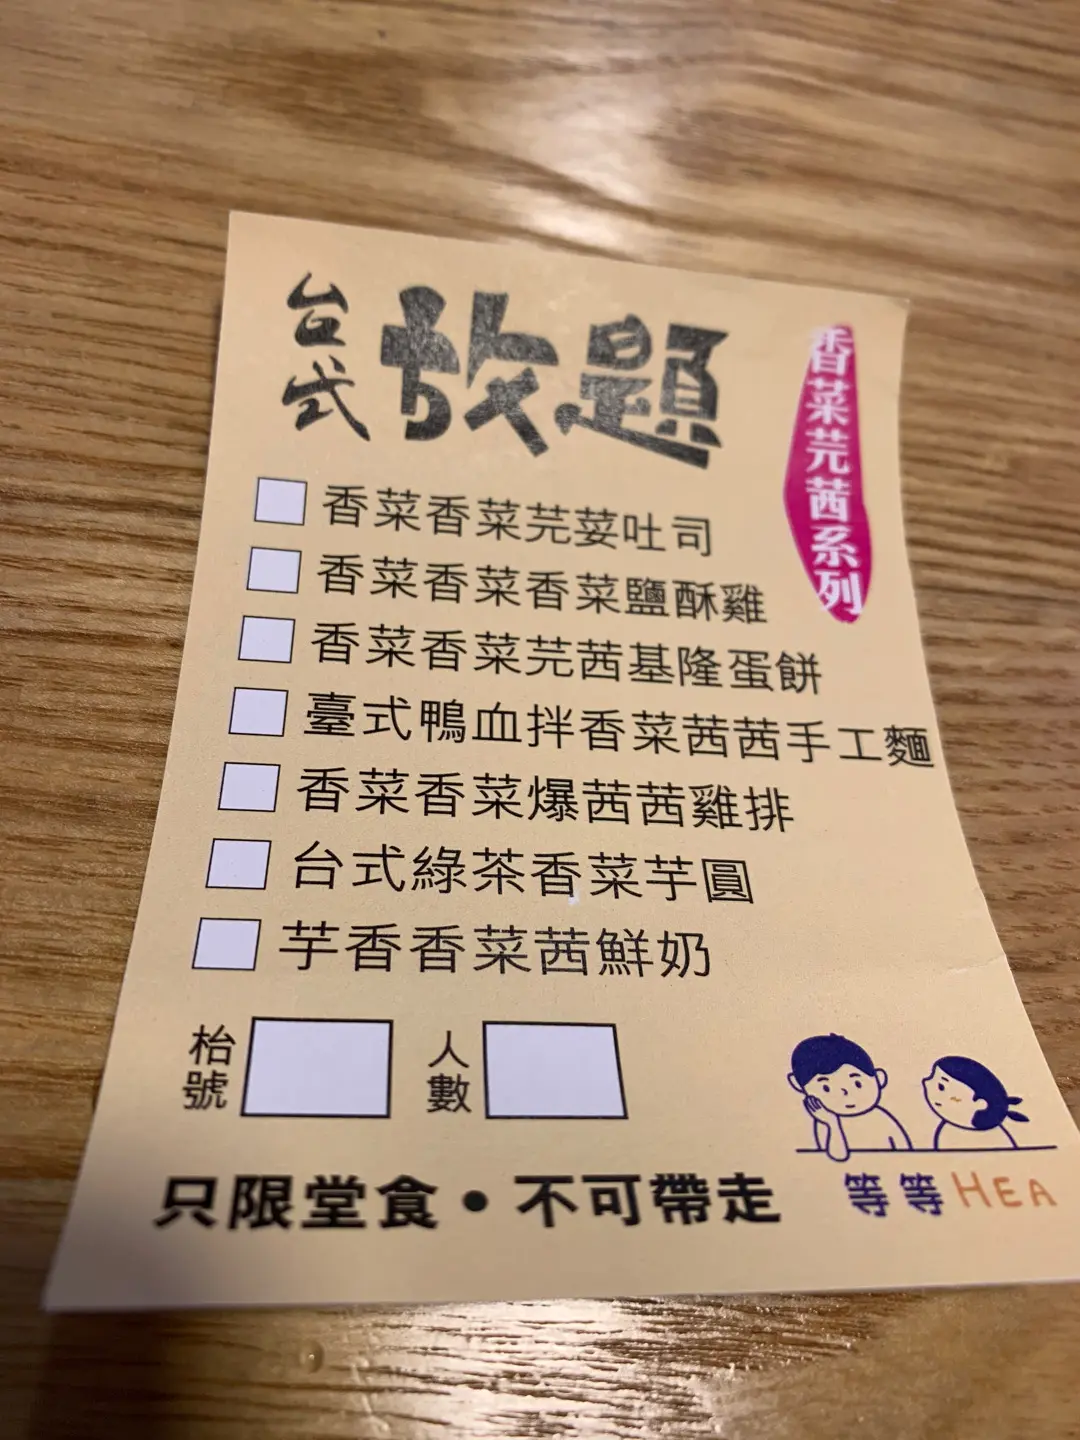 台式放題
香菜芫茜系列
香菜香菜芫荽吐司
香菜香菜香菜鹽酥雞
香菜香菜芫茜基隆蛋餅
臺式鴨血拌香菜茜茜手工麵
香菜香菜爆茜茜雞排
台式綠茶香菜芋圓
芋香香菜茜鮮奶
枱號
人數
只限堂食•不可帶走
等等HEA